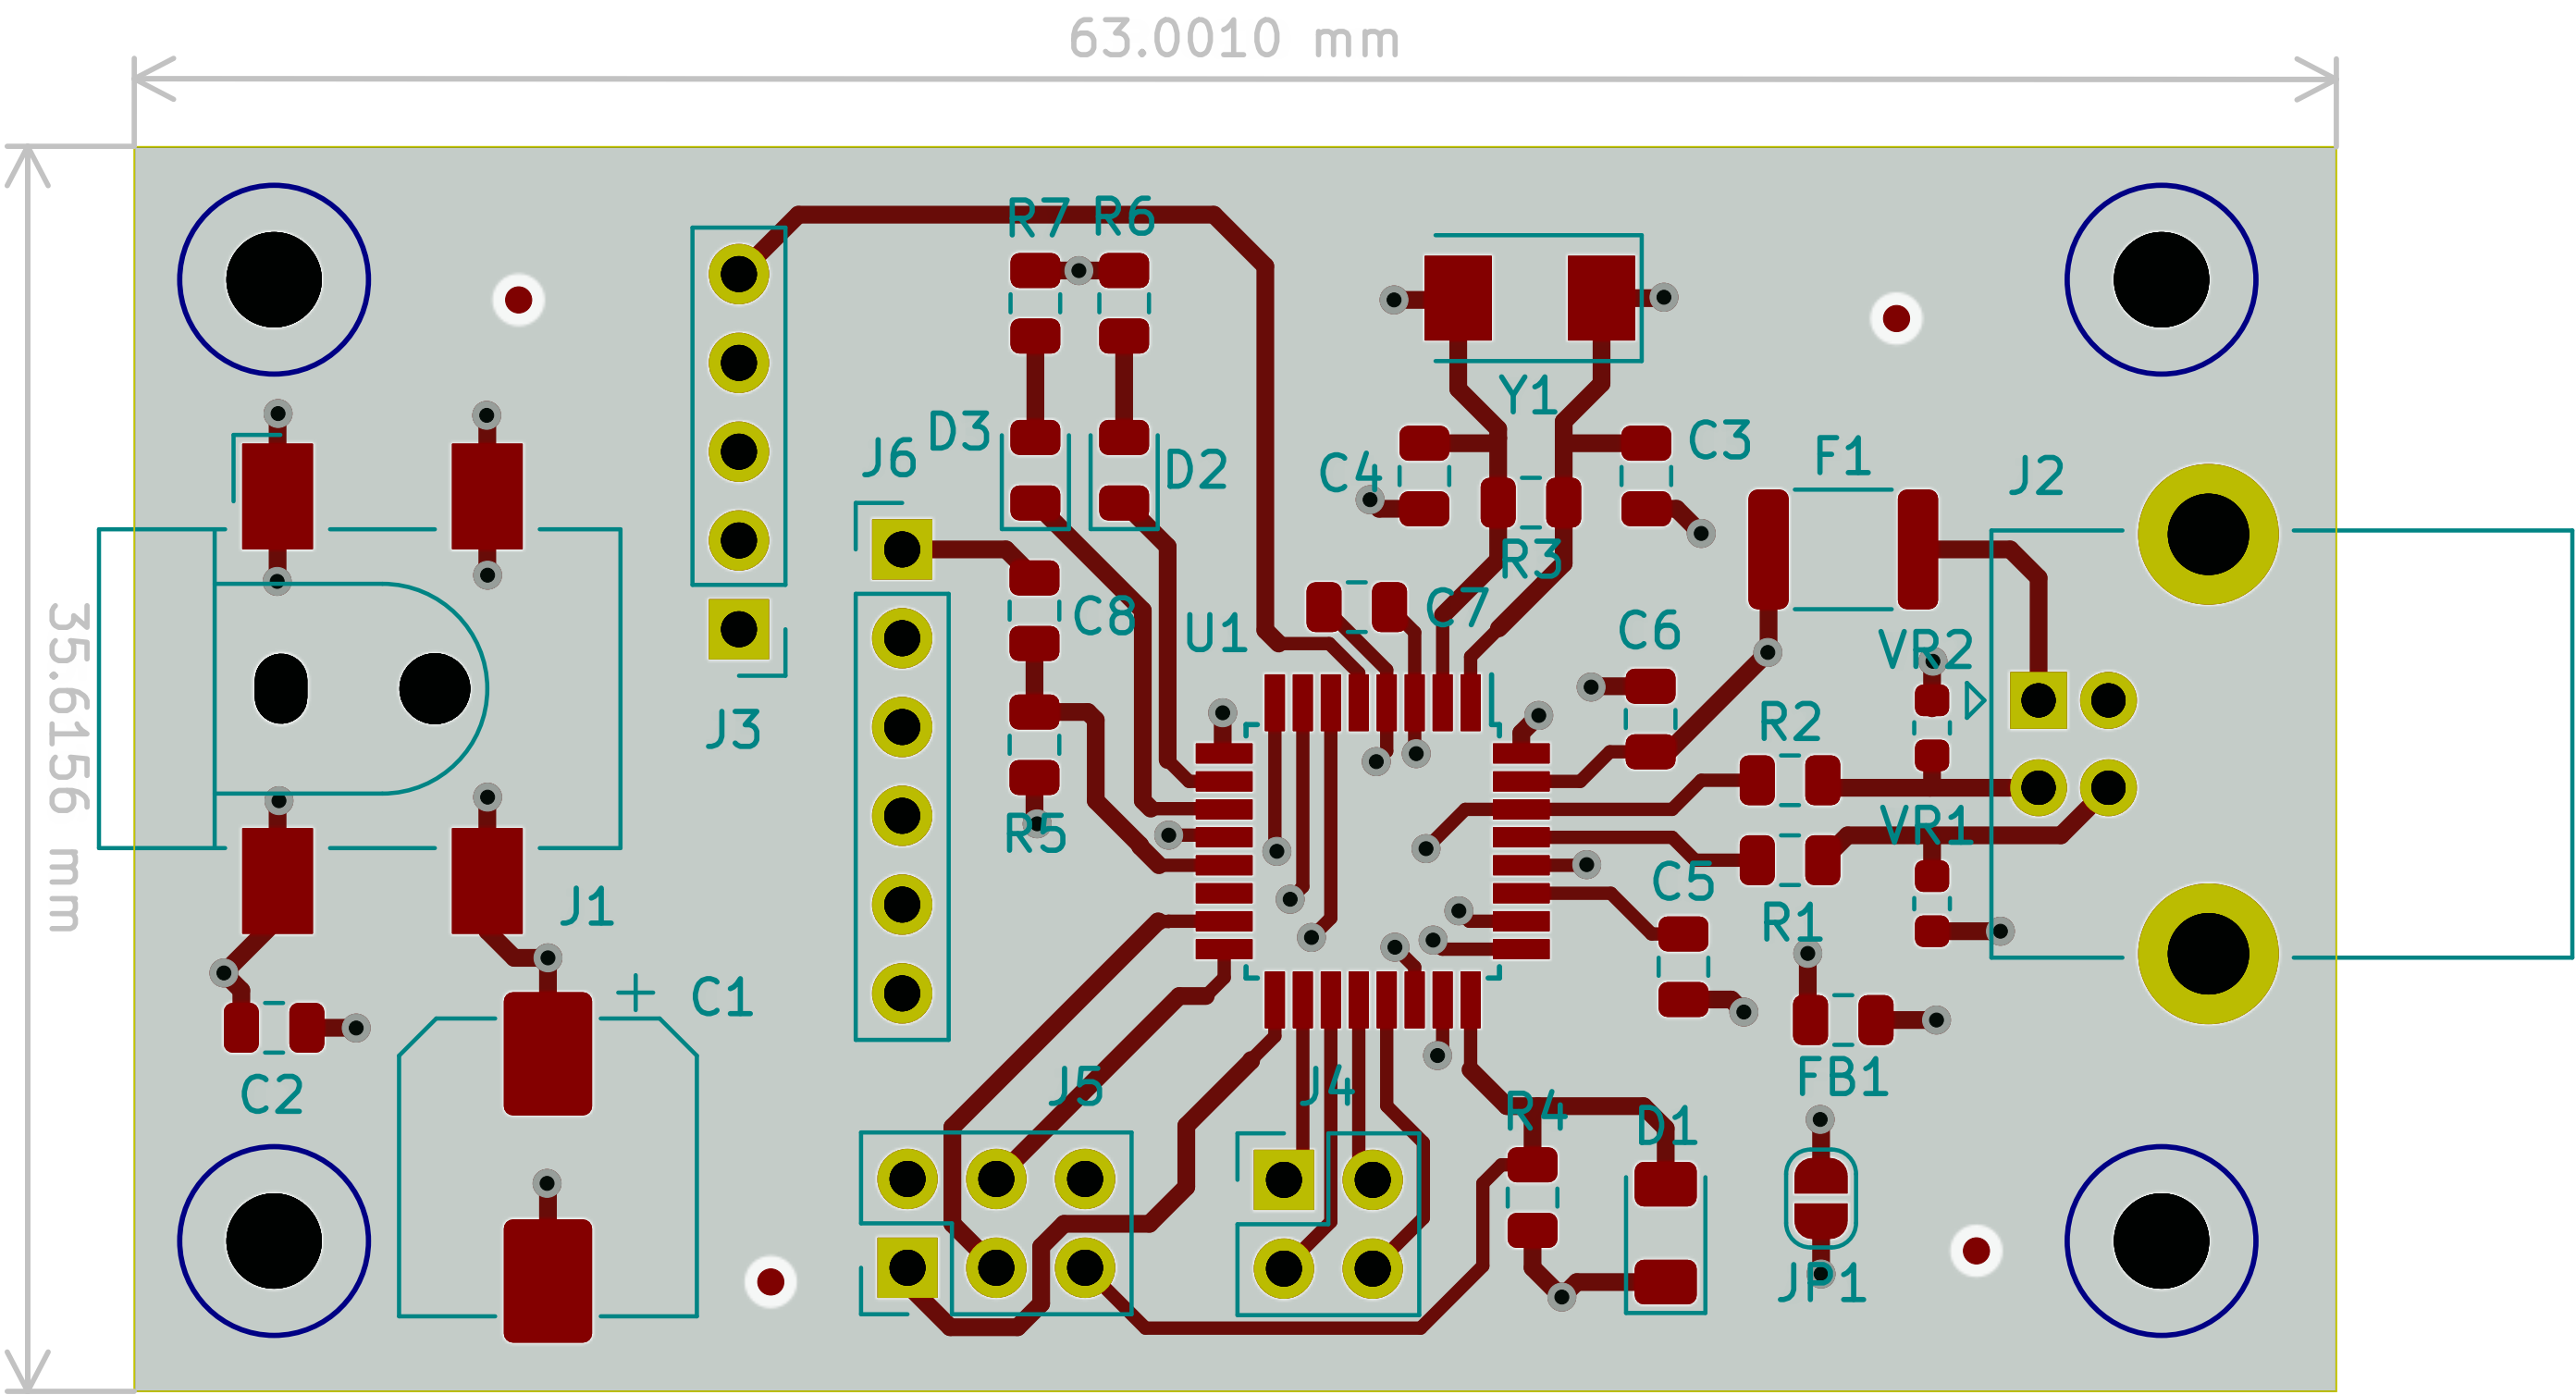 63.0010 mm
35.6156 mm
R7 R6
Y1
D3
J6
D2
C4
C3
F1
J2
R3
C8
U1
C7
C6
VR2
J3
R2
R5
VR1
J1
C5
R1
+
C1
C2
J5
J4
R4
D1
FB1
JP1